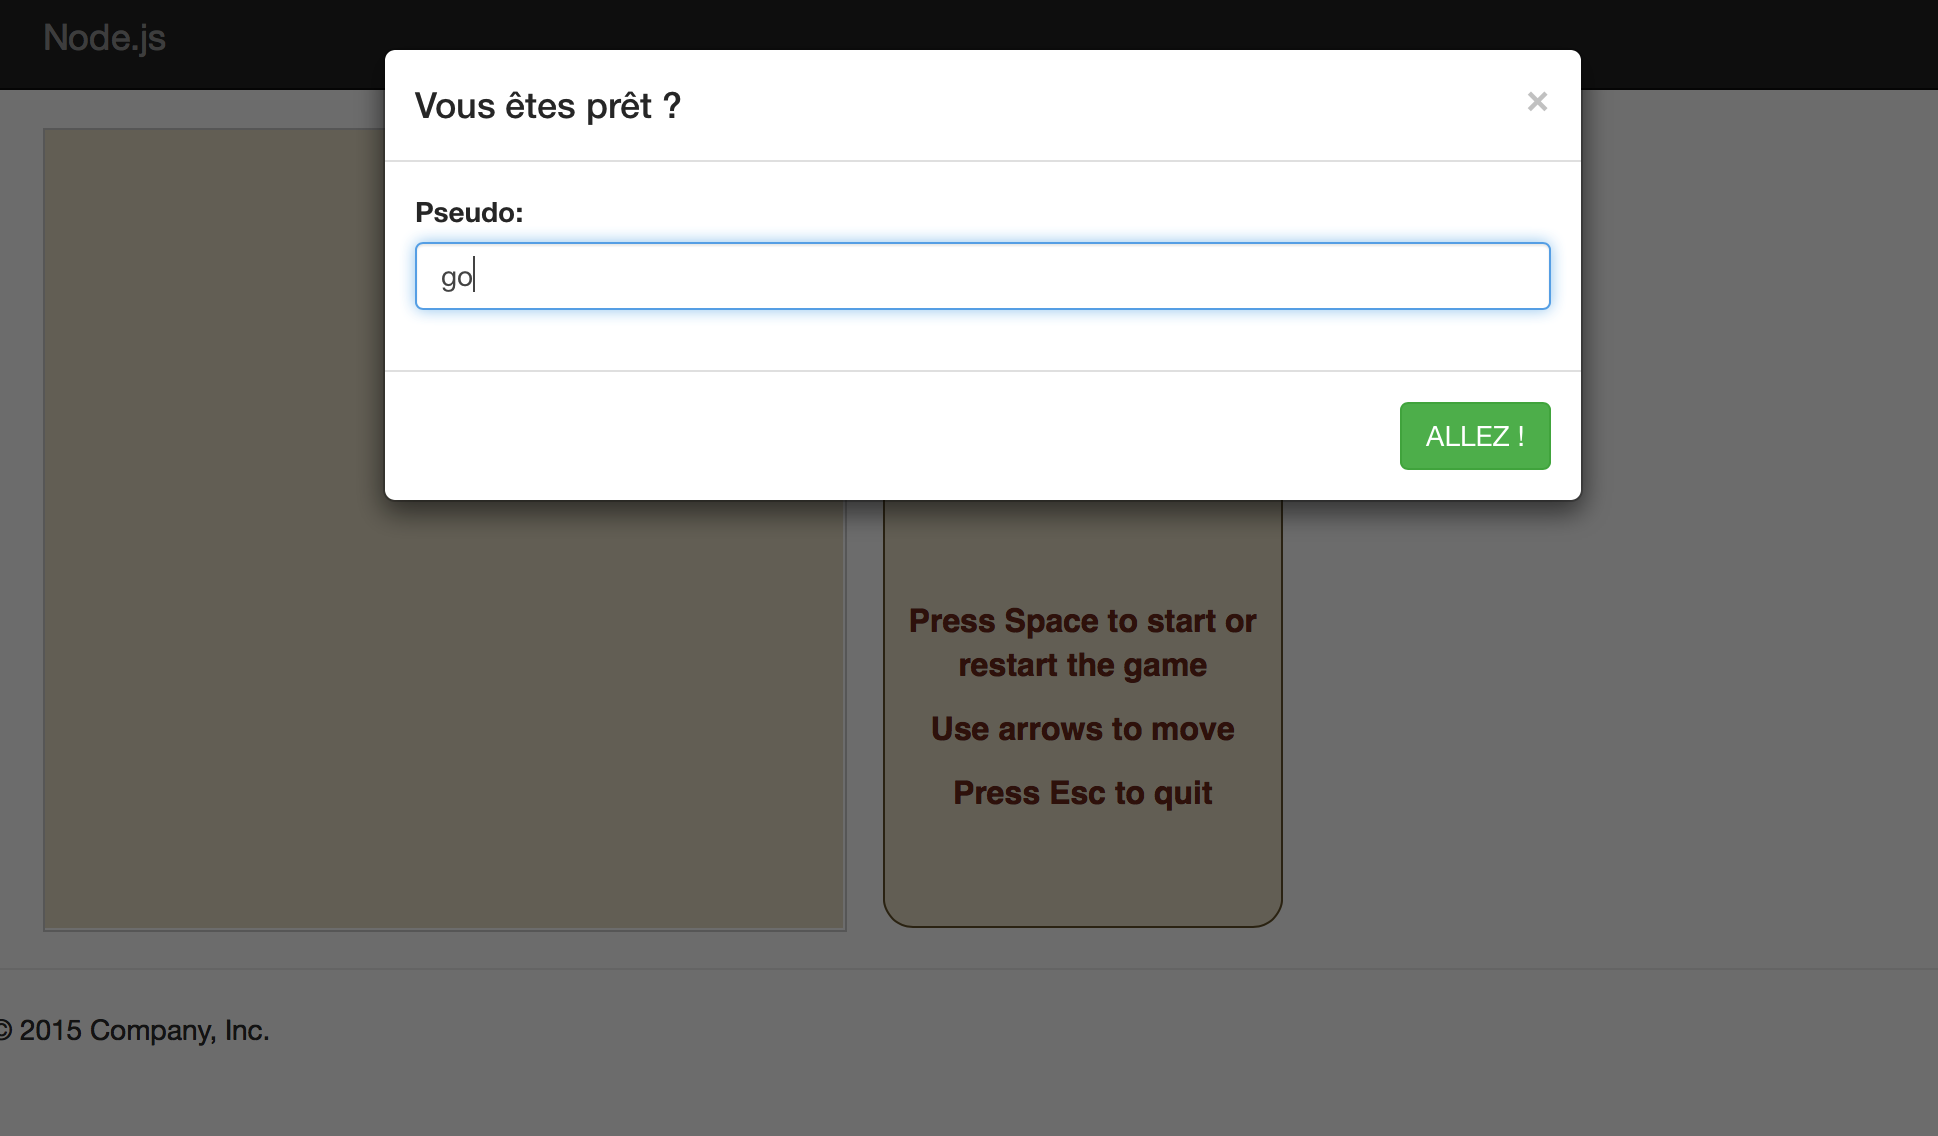 Node.js
Vous êtes prêt ?
×
Pseudo:
go
ALLEZ !
Press Space to start or
restart the game
Use arrows to move
Press Esc to quit
© 2015 Company, Inc.